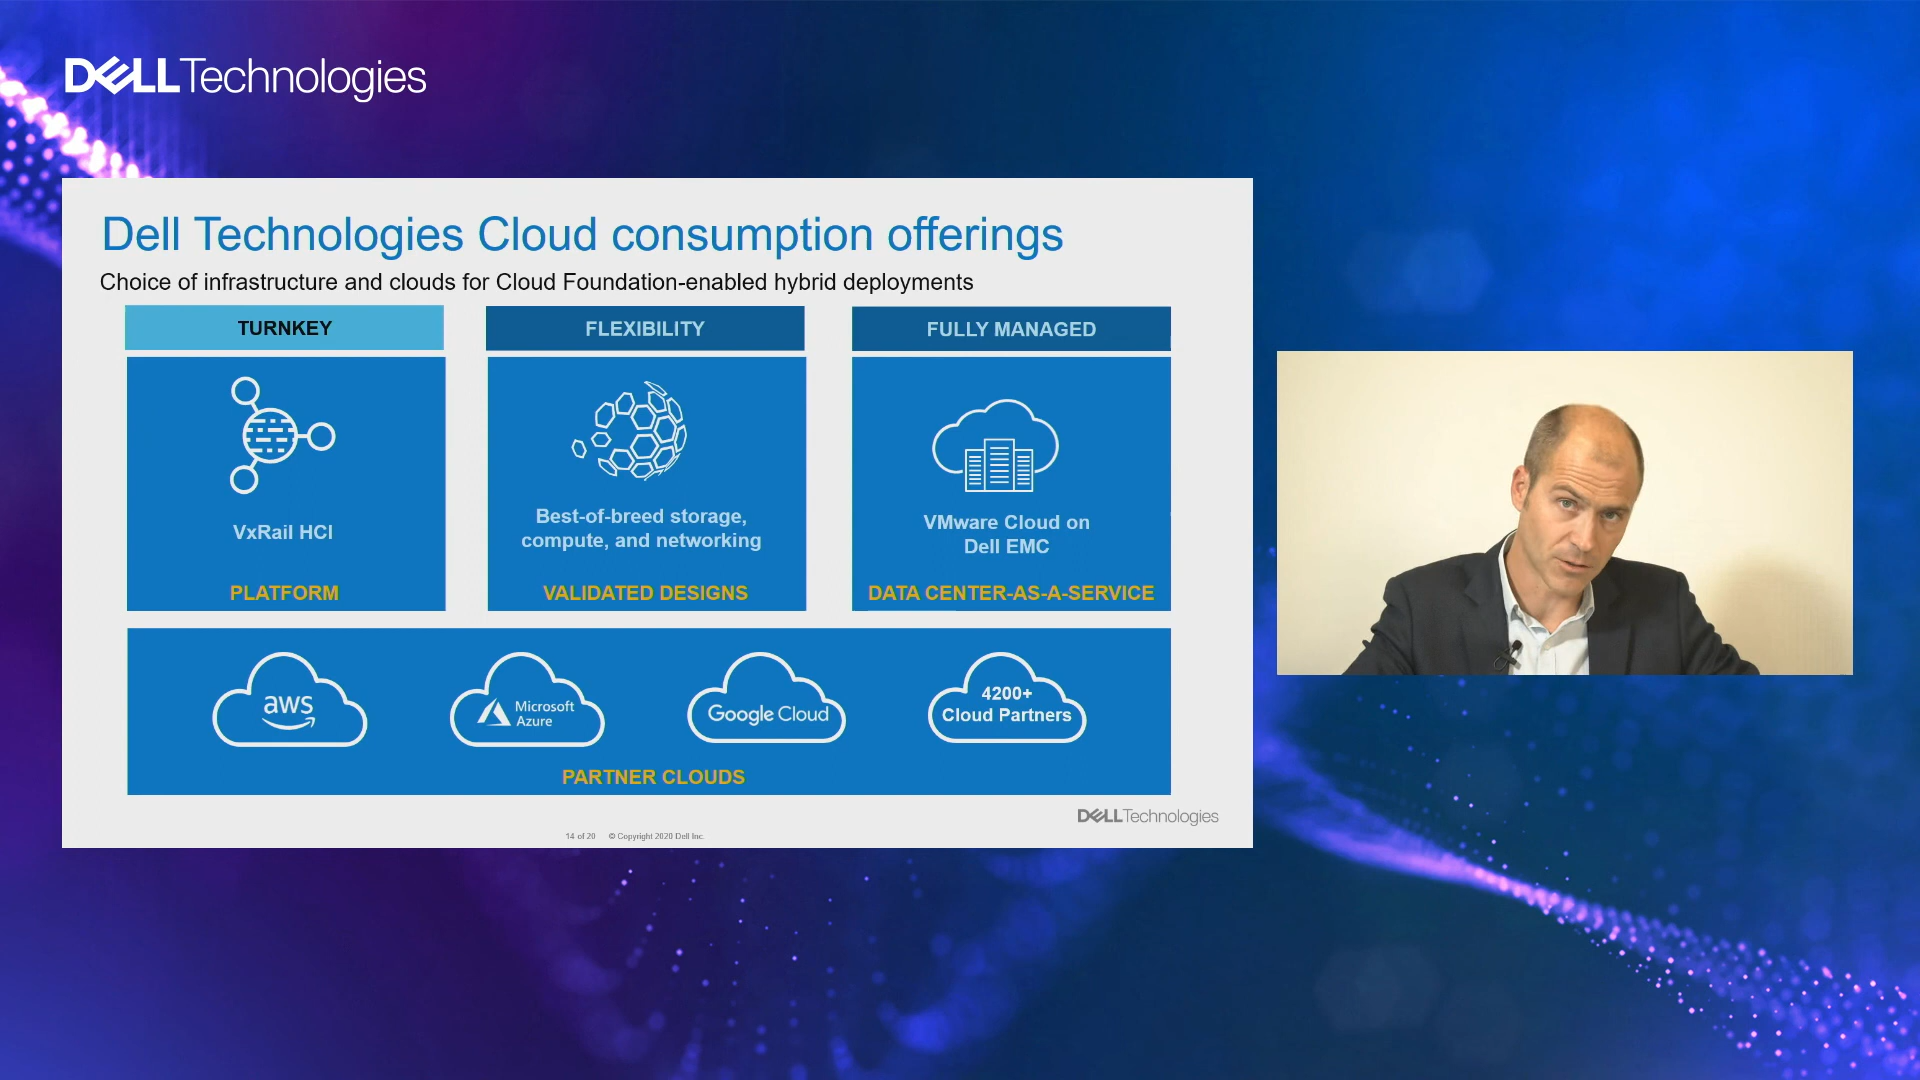 DELL Technologies
Dell Technologies Cloud consumption offerings
Choice of infrastructure and clouds for Cloud Foundation-enabled hybrid deployments
TURNKEY
VxRail HCI
PLATFORM
FLEXIBILITY
Best-of-breed storage,
compute, and networking
VALIDATED DESIGNS
FULLY MANAGED
VMware Cloud on
Dell EMC
DATA CENTER-AS-A-SERVICE
aws
Microsoft
Azure
Google Cloud
4200+
Cloud Partners
PARTNER CLOUDS
DELL Technologies
14 of 20 © Copyright 2020 Dell Inc.